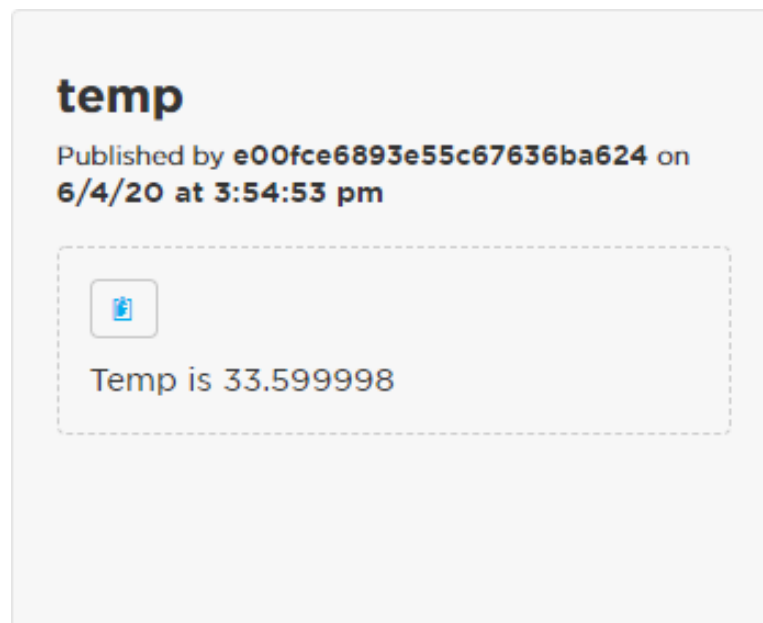 temp
Published by e00fce6893e55c67636ba624 on
6/4/20 at 3:54:53 pm
Temp is 33.599998